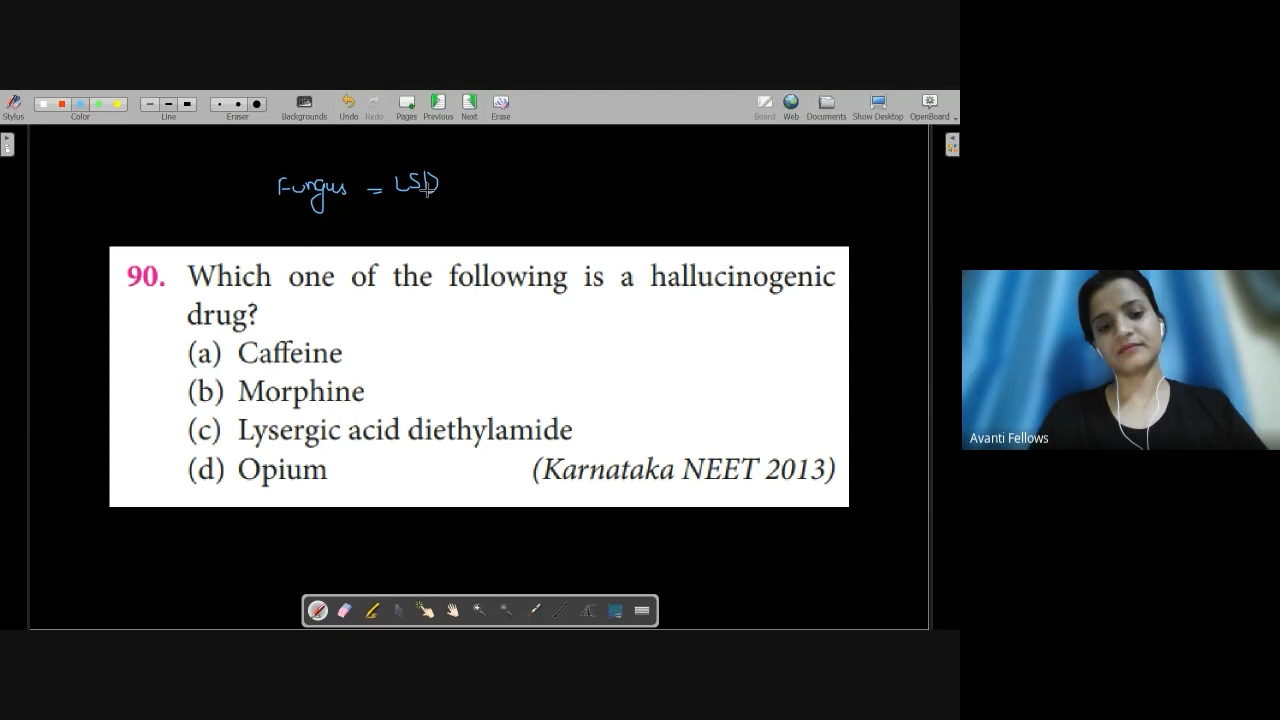 Stylus
Color
Line
Eraser
Backgrounds
Undo
Redo
Pages
Previous
Next
Erase
Board
Web
Documents
Show Desktop
OpenBoard
Fungus = LSD
90. Which one of the following is a hallucinogenic
drug?
(a) Caffeine
(b) Morphine
(c) Lysergic acid diethylamide
(d) Opium (Karnataka NEET 2013)
Avanti Fellows